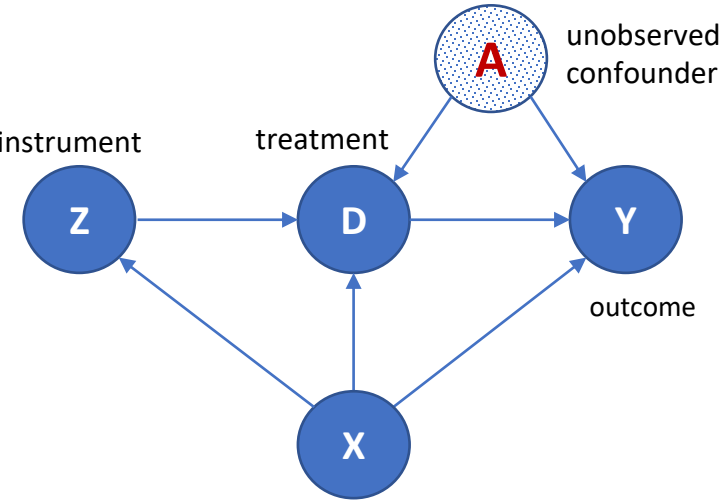 A
unobserved
confounder
instrument
treatment
Z
D
Y
outcome
X